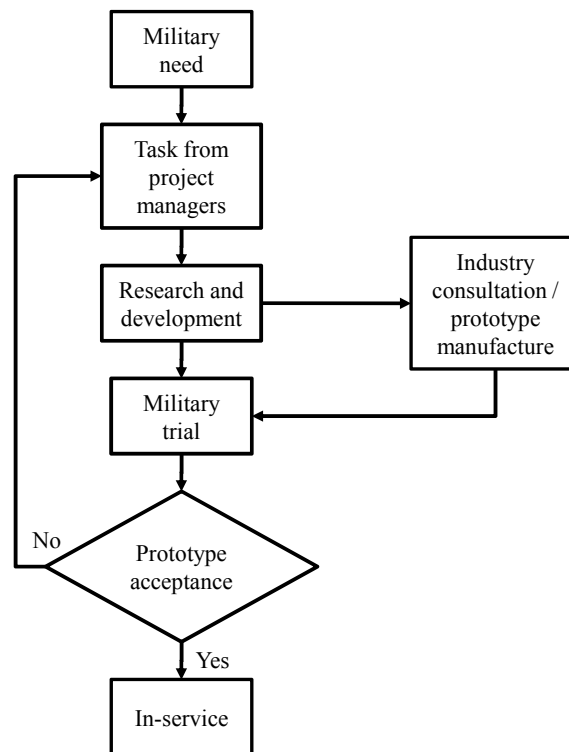 Military
need
Task from
project
managers
Research and
development
Industry
consultation /
prototype
manufacture
Military
trial
No
Prototype
acceptance
Yes
In-service